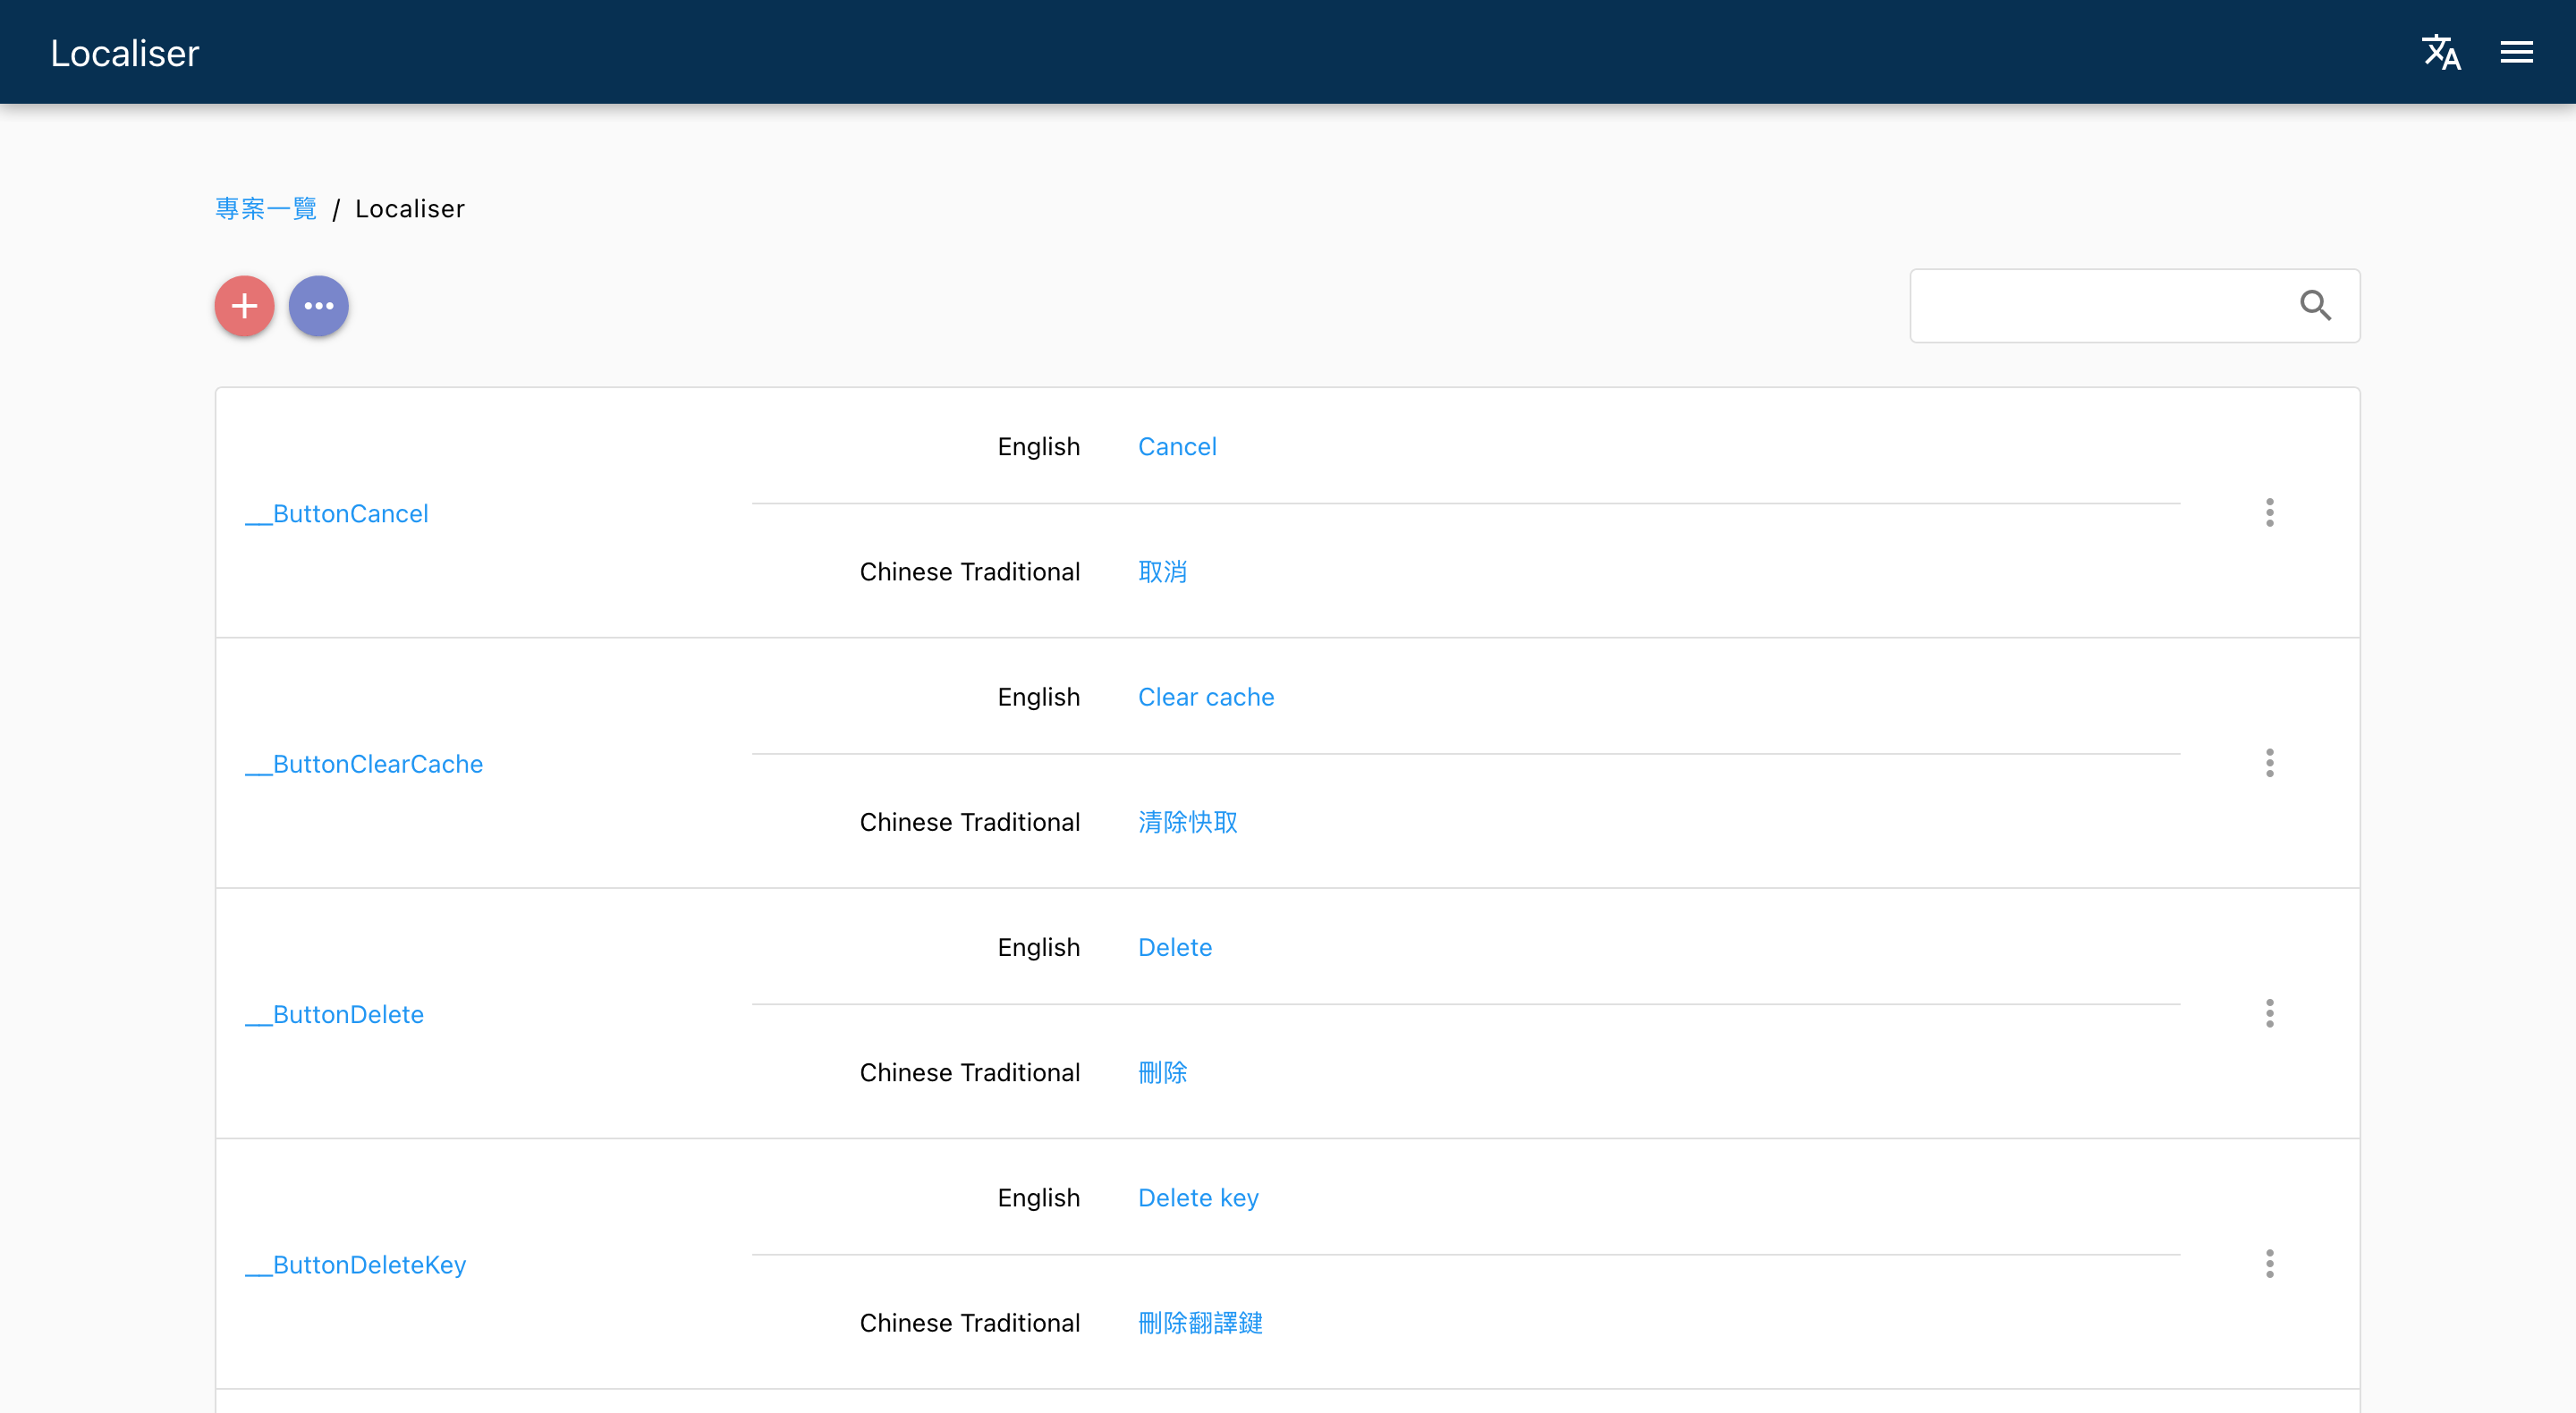 Localiser
專案一覽 / Localiser
English Cancel
__ButtonCancel
Chinese Traditional 取消
English Clear cache
__ButtonClearCache
Chinese Traditional 清除快取
English Delete
__ButtonDelete
Chinese Traditional 刪除
English Delete key
__ButtonDeleteKey
Chinese Traditional 刪除翻譯鍵